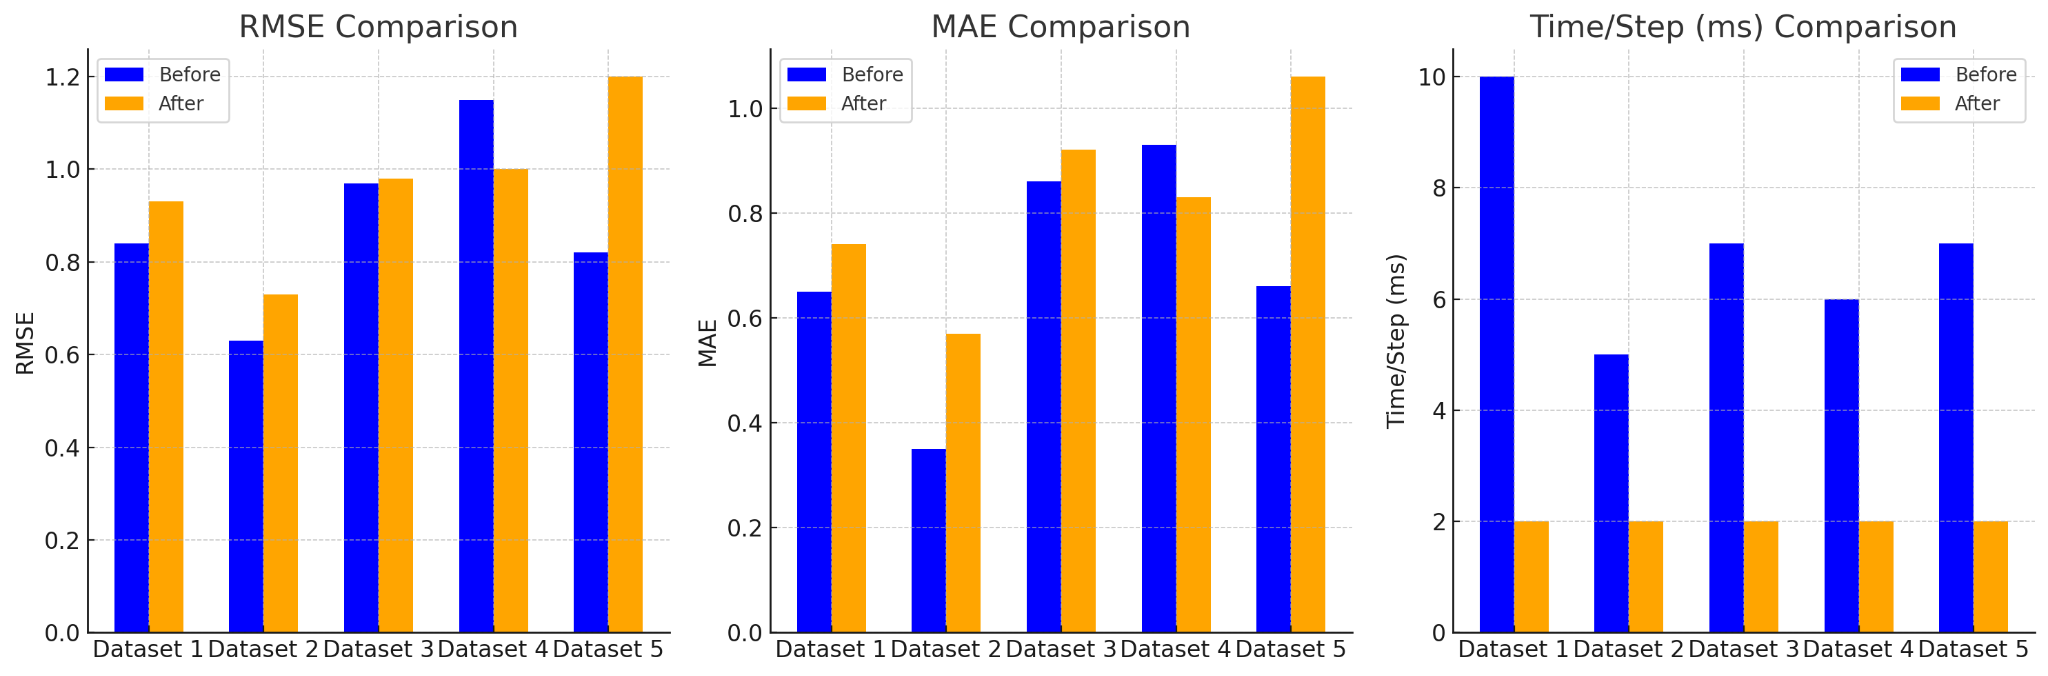 RMSE Comparison
Before
After
RMSE
1.2
1.0
0.8
0.6
0.4
0.2
0.0
Dataset 1 Dataset 2 Dataset 3 Dataset 4 Dataset 5
MAE Comparison
Before
After
MAE
1.0
0.8
0.6
0.4
0.2
0.0
Dataset 1 Dataset 2 Dataset 3 Dataset 4 Dataset 5
Time/Step (ms) Comparison
Before
After
Time/Step (ms)
10
8
6
4
2
0
Dataset 1 Dataset 2 Dataset 3 Dataset 4 Dataset 5